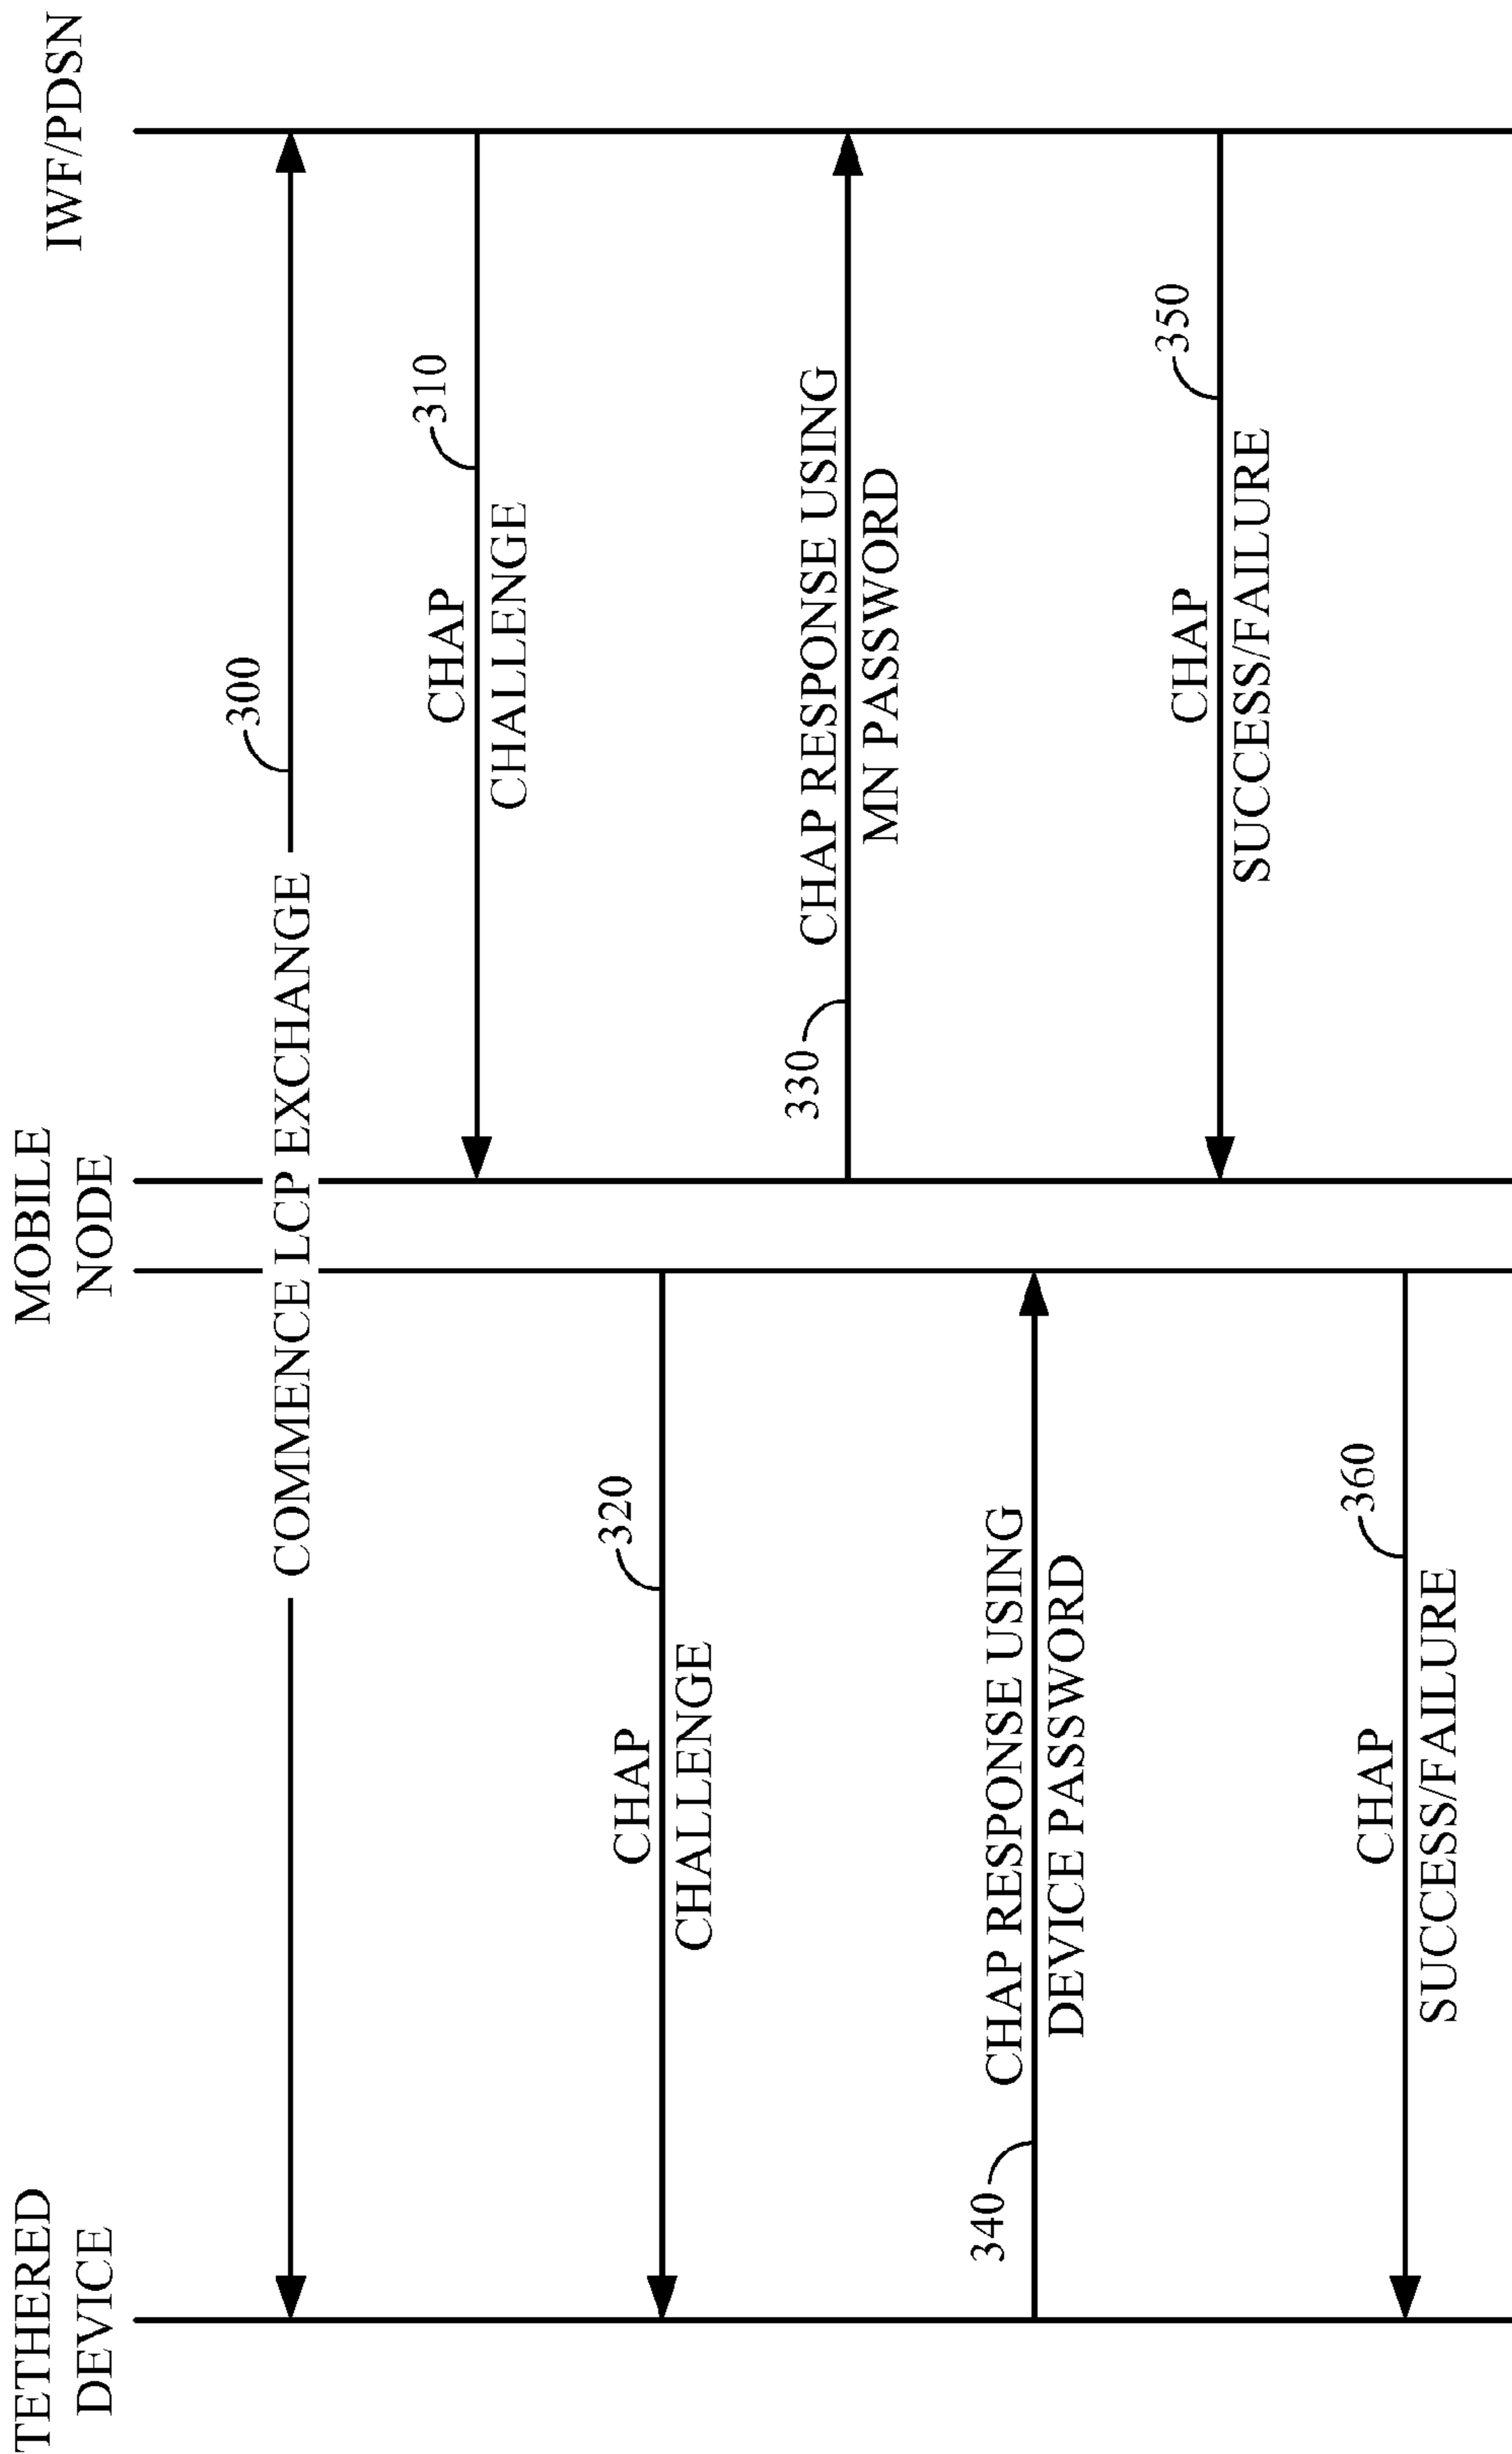 TETHERED
DEVICE
MOBILE
NODE
IWF/PDSN
300
COMMENCE LCP EXCHANGE
310
CHAP
CHALLENGE
320
CHAP
CHALLENGE
330
CHAP RESPONSE USING
MN PASSWORD
340
CHAP RESPONSE USING
DEVICE PASSWORD
350
CHAP
SUCCESS/FAILURE
360
CHAP
SUCCESS/FAILURE